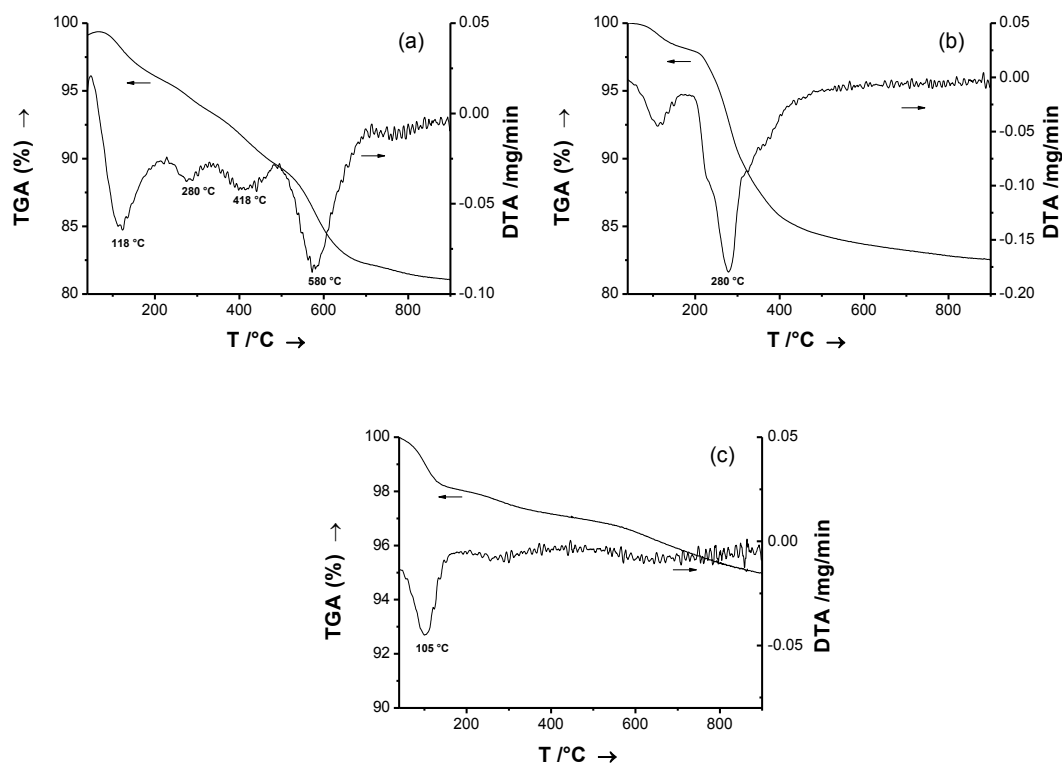 (a)
TGA (%) →
100
95
90
85
80
0.05
0.00
-0.05
-0.10
DTA /mg/min
118 °C
280 °C
418 °C
580 °C
200 400 600 800
T /°C →
(b)
TGA (%) →
100
95
90
85
80
0.05
0.00
-0.05
-0.10
-0.15
-0.20
DTA /mg/min
280 °C
200 400 600 800
T /°C →
(c)
TGA (%) →
100
98
96
94
92
90
0.05
0.00
-0.05
DTA /mg/min
105 °C
200 400 600 800
T /°C →